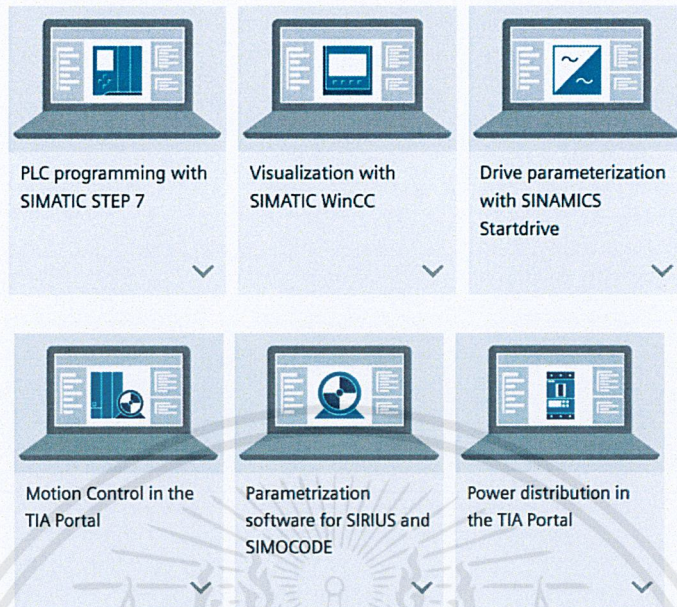 PLC programming with
SIMATIC STEP 7
Visualization with
SIMATIC WinCC
Drive parameterization
with SINAMICS
Startdrive
Motion Control in the
TIA Portal
Parametrization
software for SIRIUS and
SIMOCODE
Power distribution in
the TIA Portal